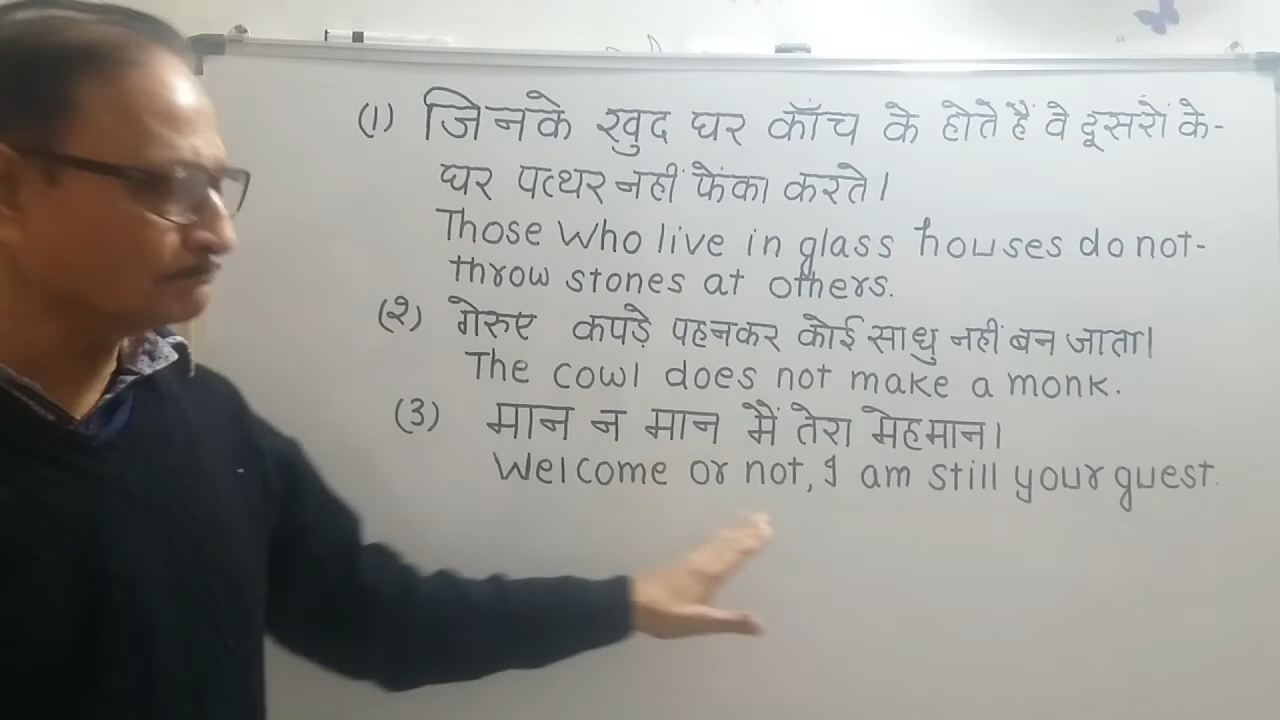 (1) जिनके खुद घर काँच के होते हैं वे दूसरों के-
घर पत्थर नहीं फेंका करते।
Those who live in glass houses do not-
throw stones at others.
(2) गेरुए कपड़े पहनकर कोई साधु नहीं बन जाता।
The cowl does not make a monk.
(3) मान न मान मैं तेरा मेहमान।
Welcome or not, I am still your guest.